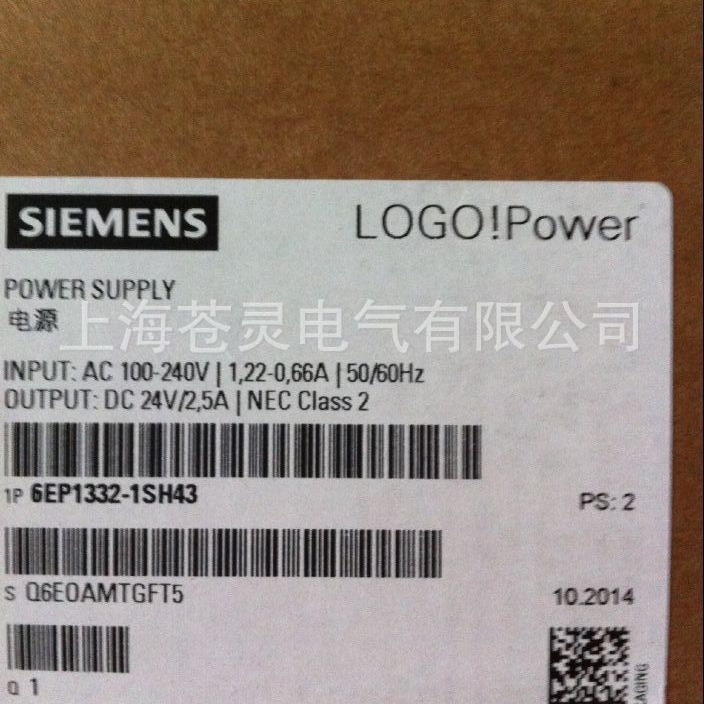 SIEMENS
LOGO!Power
POWER SUPPLY
电源
上海苍灵电气有限公司
INPUT: AC 100-240V | 1,22-0,66A | 50/60Hz
OUTPUT: DC 24V/2,5A | NEC Class 2
1P 6EP1332-1SH43
PS: 2
S Q6EOAMTGFT5
10.2014
Q 1